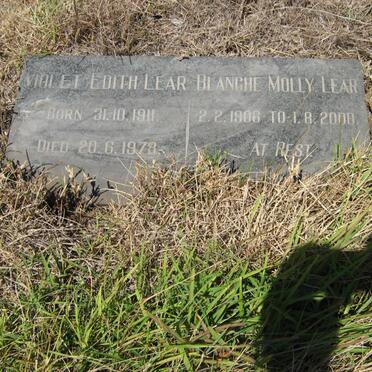 VIOLET EDITH LEAR
BORN 31.10.1911.
DIED 20.6.1978.
BLANCHE MOLLY LEAR
2.2.1906 TO 1.8.2000
AT REST